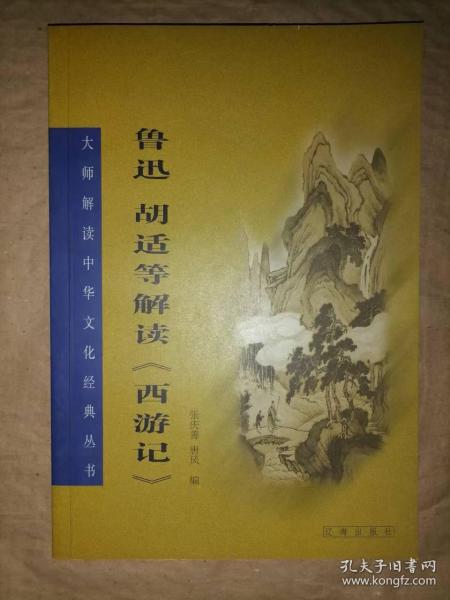 大师解读中华文化经典丛书
鲁迅 胡适等解读《西游记》
张庆善 唐风 编
辽海出版社
孔夫子旧书网
www.kongfz.com